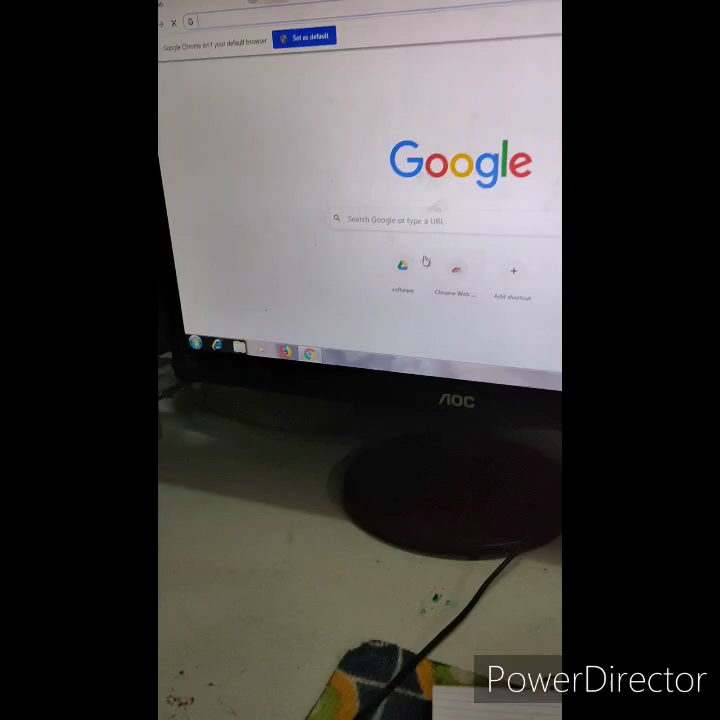 G
Google Chrome isn't your default browser
Set as default
Google
Search Google or type a URL
software
Chrome Web ...
Add shortcut
AOC
PowerDirector